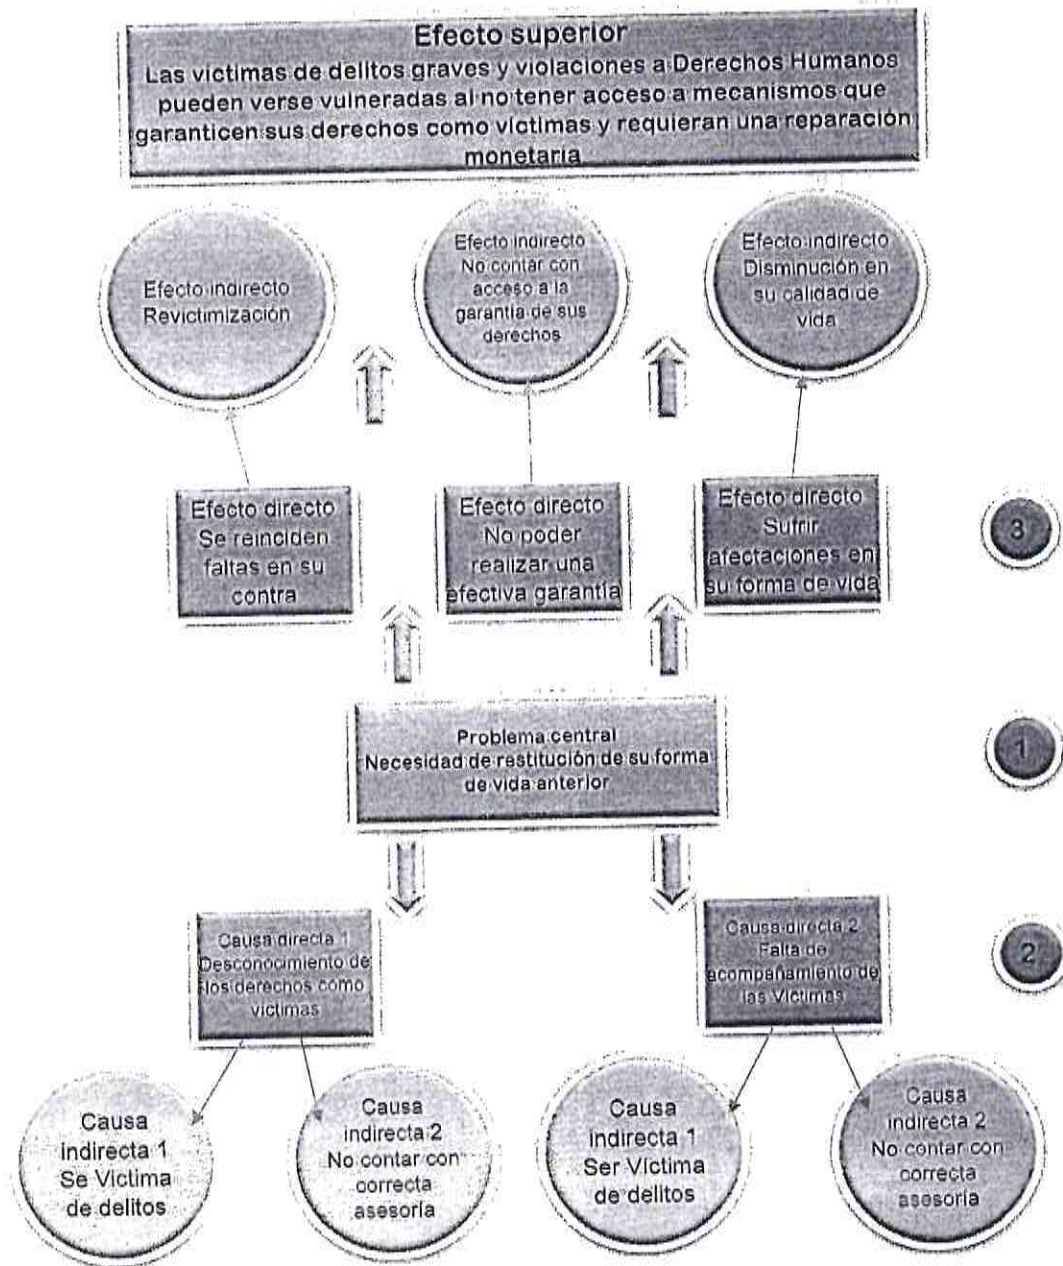 Efecto superior
Las víctimas de delitos graves y violaciones a Derechos Humanos
pueden verse vulneradas al no tener acceso a mecanismos que
garanticen sus derechos como víctimas y requieran una reparación
monetaria
Efecto indirecto
Revictimización
Efecto indirecto
No contar con
acceso a la
garantía de sus
derechos
Efecto indirecto
Disminución en
su calidad de
vida
Efecto directo
Se reinciden
faltas en su
contra
Efecto directo
No poder
realizar una
efectiva garantía
Efecto directo
Sufrir
afectaciones en
su forma de vida
3
Problema central
Necesidad de restitución de su forma
de vida anterior
1
Causa directa 1
Desconocimiento de
los derechos como
víctimas
Causa directa 2
Falta de
acompañamiento de
las Víctimas
2
Causa
indirecta 1
Se Víctima
de delitos
Causa
indirecta 2
No contar con
correcta
asesoría
Causa
indirecta 1
Ser Víctima
de delitos
Causa
indirecta 2
No contar con
correcta
asesoría